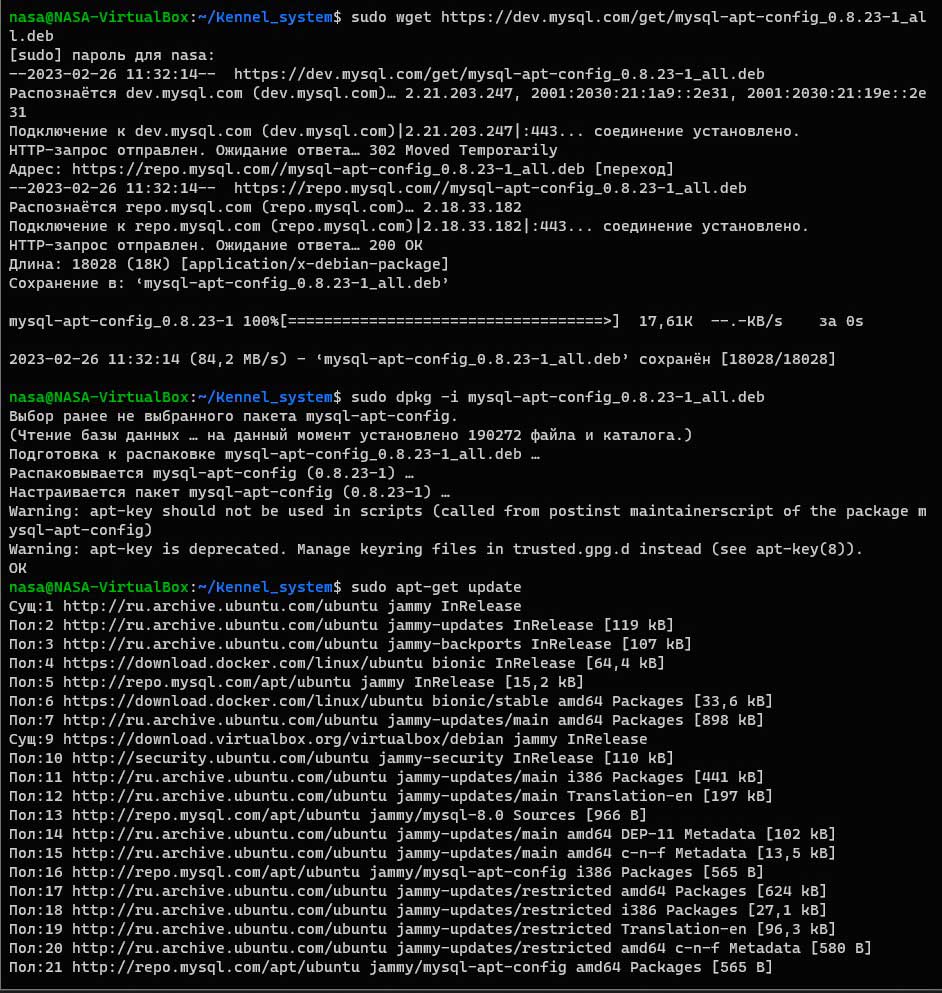 nasa@NASA-VirtualBox:~/Kennel_system$ sudo wget https://dev.mysql.com/get/mysql-apt-config_0.8.23-1_al
l.deb
[sudo] пароль для nasa:
--2023-02-26 11:32:14--  https://dev.mysql.com/get/mysql-apt-config_0.8.23-1_all.deb
Распознаётся dev.mysql.com (dev.mysql.com)… 2.21.203.247, 2001:2030:21:1a9::2e31, 2001:2030:21:19e::2e
31
Подключение к dev.mysql.com (dev.mysql.com)|2.21.203.247|:443... соединение установлено.
HTTP-запрос отправлен. Ожидание ответа… 302 Moved Temporarily
Адрес: https://repo.mysql.com//mysql-apt-config_0.8.23-1_all.deb [переход]
--2023-02-26 11:32:14--  https://repo.mysql.com//mysql-apt-config_0.8.23-1_all.deb
Распознаётся repo.mysql.com (repo.mysql.com)… 2.18.33.182
Подключение к repo.mysql.com (repo.mysql.com)|2.18.33.182|:443... соединение установлено.
HTTP-запрос отправлен. Ожидание ответа… 200 OK
Длина: 18028 (18K) [application/x-debian-package]
Сохранение в: ‘mysql-apt-config_0.8.23-1_all.deb’
mysql-apt-config_0.8.23-1 100%[===================================>]  17,61K  --.-KB/s    за 0s
2023-02-26 11:32:14 (84,2 MB/s) - ‘mysql-apt-config_0.8.23-1_all.deb’ сохранён [18028/18028]
nasa@NASA-VirtualBox:~/Kennel_system$ sudo dpkg -i mysql-apt-config_0.8.23-1_all.deb
Выбор ранее не выбранного пакета mysql-apt-config.
(Чтение базы данных … на данный момент установлено 190272 файла и каталога.)
Подготовка к распаковке mysql-apt-config_0.8.23-1_all.deb …
Распаковывается mysql-apt-config (0.8.23-1) …
Настраивается пакет mysql-apt-config (0.8.23-1) …
Warning: apt-key should not be used in scripts (called from postinst maintainerscript of the package m
ysql-apt-config)
Warning: apt-key is deprecated. Manage keyring files in trusted.gpg.d instead (see apt-key(8)).
OK
nasa@NASA-VirtualBox:~/Kennel_system$ sudo apt-get update
Сущ:1 http://ru.archive.ubuntu.com/ubuntu jammy InRelease
Пол:2 http://ru.archive.ubuntu.com/ubuntu jammy-updates InRelease [119 kB]
Пол:3 http://ru.archive.ubuntu.com/ubuntu jammy-backports InRelease [107 kB]
Пол:4 https://download.docker.com/linux/ubuntu bionic InRelease [64,4 kB]
Пол:5 http://repo.mysql.com/apt/ubuntu jammy InRelease [15,2 kB]
Пол:6 https://download.docker.com/linux/ubuntu bionic/stable amd64 Packages [33,6 kB]
Пол:7 http://ru.archive.ubuntu.com/ubuntu jammy-updates/main amd64 Packages [898 kB]
Сущ:9 https://download.virtualbox.org/virtualbox/debian jammy InRelease
Пол:10 http://security.ubuntu.com/ubuntu jammy-security InRelease [110 kB]
Пол:11 http://ru.archive.ubuntu.com/ubuntu jammy-updates/main i386 Packages [441 kB]
Пол:12 http://ru.archive.ubuntu.com/ubuntu jammy-updates/main Translation-en [197 kB]
Пол:13 http://repo.mysql.com/apt/ubuntu jammy/mysql-8.0 Sources [966 B]
Пол:14 http://ru.archive.ubuntu.com/ubuntu jammy-updates/main amd64 DEP-11 Metadata [102 kB]
Пол:15 http://ru.archive.ubuntu.com/ubuntu jammy-updates/main amd64 c-n-f Metadata [13,5 kB]
Пол:16 http://repo.mysql.com/apt/ubuntu jammy/mysql-apt-config i386 Packages [565 B]
Пол:17 http://ru.archive.ubuntu.com/ubuntu jammy-updates/restricted amd64 Packages [624 kB]
Пол:18 http://ru.archive.ubuntu.com/ubuntu jammy-updates/restricted i386 Packages [27,1 kB]
Пол:19 http://ru.archive.ubuntu.com/ubuntu jammy-updates/restricted Translation-en [96,3 kB]
Пол:20 http://ru.archive.ubuntu.com/ubuntu jammy-updates/restricted amd64 c-n-f Metadata [580 B]
Пол:21 http://repo.mysql.com/apt/ubuntu jammy/mysql-apt-config amd64 Packages [565 B]